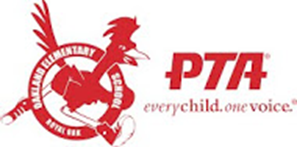 OAKLAND ELEMENTARY SCHOOL
ROYAL OAK
PTA®
everychild.onevoice.®